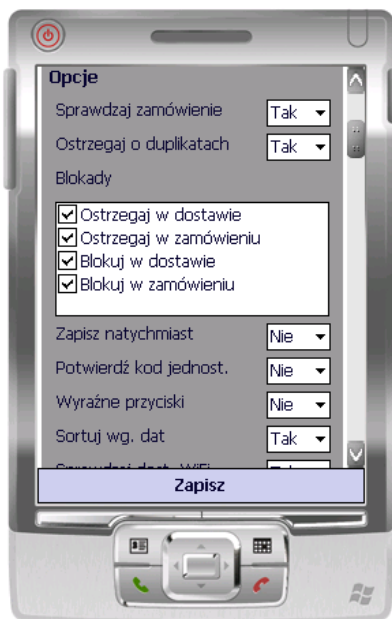 Opcje
Sprawdzaj zamówienie Tak
Ostrzegaj o duplikatach Tak
Blokady
Ostrzegaj w dostawie
Ostrzegaj w zamówieniu
Blokuj w dostawie
Blokuj w zamówieniu
Zapisz natychmiast Nie
Potwierdź kod jednost. Nie
Wyraźne przyciski Nie
Sortuj wg. dat Tak
Zapisz